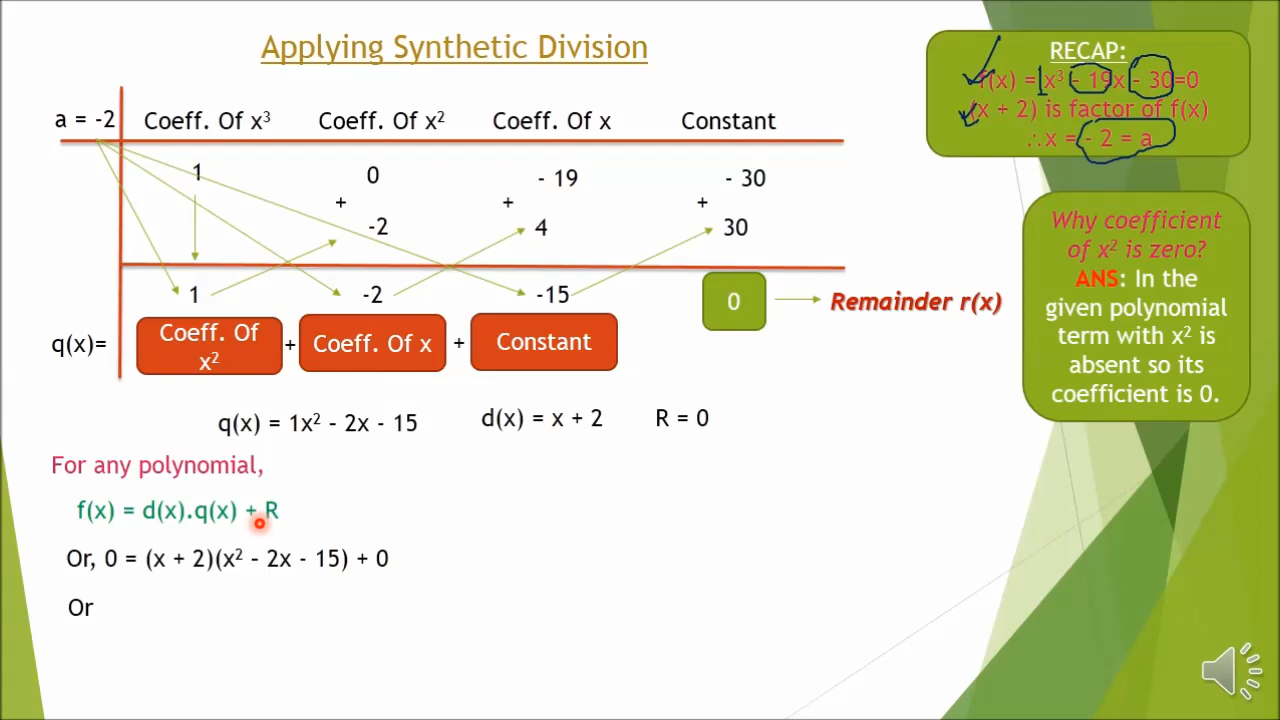 Applying Synthetic Division
a = -2 Coeff. Of x³ Coeff. Of x² Coeff. Of x Constant
1 0 - 19 - 30
+ + +
-2 4 30
1 -2 -15 0 Remainder r(x)
q(x)= Coeff. Of x² + Coeff. Of x + Constant
q(x) = 1x² - 2x - 15 d(x) = x + 2 R = 0
For any polynomial,
f(x) = d(x).q(x) + R
Or, 0 = (x + 2)(x² - 2x - 15) + 0
Or
RECAP:
f(x) = 1x³ - 19x - 30=0
(x + 2) is factor of f(x)
∴x = - 2 = a
Why coefficient
of x² is zero?
ANS: In the
given polynomial
term with x² is
absent so its
coefficient is 0.